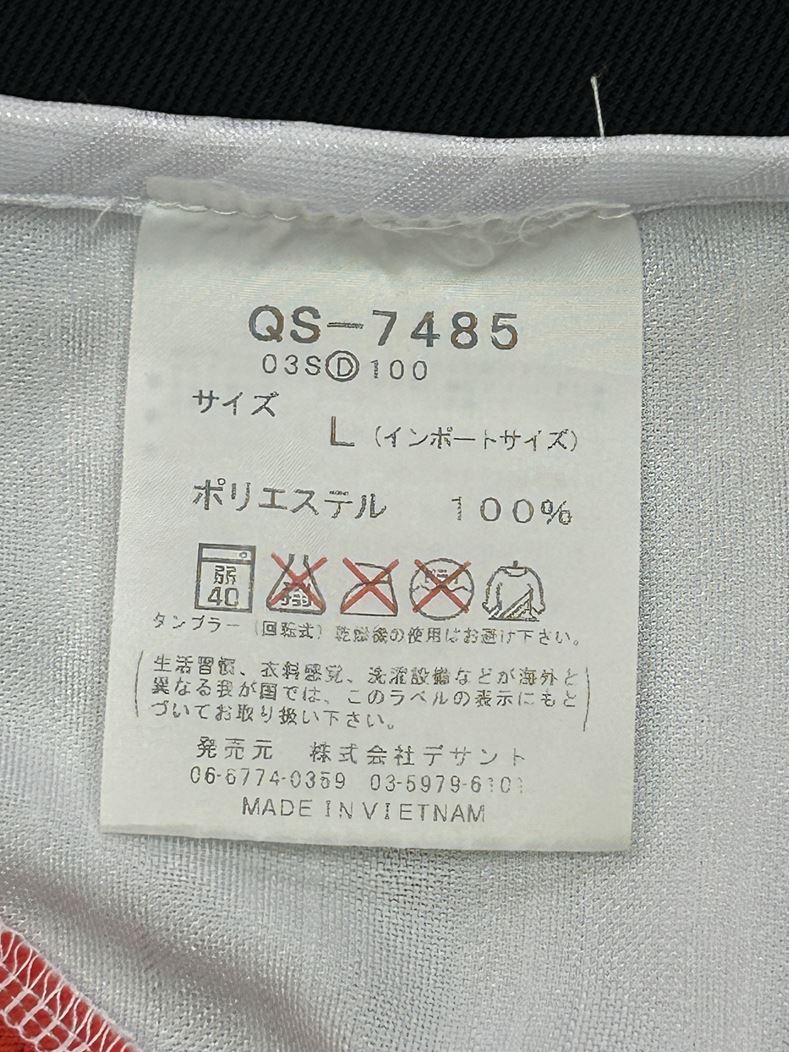 QS-7485
03SⒹ100
サイズ
L (インポートサイズ)
ポリエステル 100%
弱
40
タンブラー (回転式) 乾燥機の使用はお避け下さい。
(生活習慣、衣料感覚、洗濯設備などが海外と
異なる我が国では、このラベルの表示にもと
づいてお取り扱い下さい。)
発売元 株式会社デサント
06-6774-0359 03-5979-6101
MADE IN VIETNAM